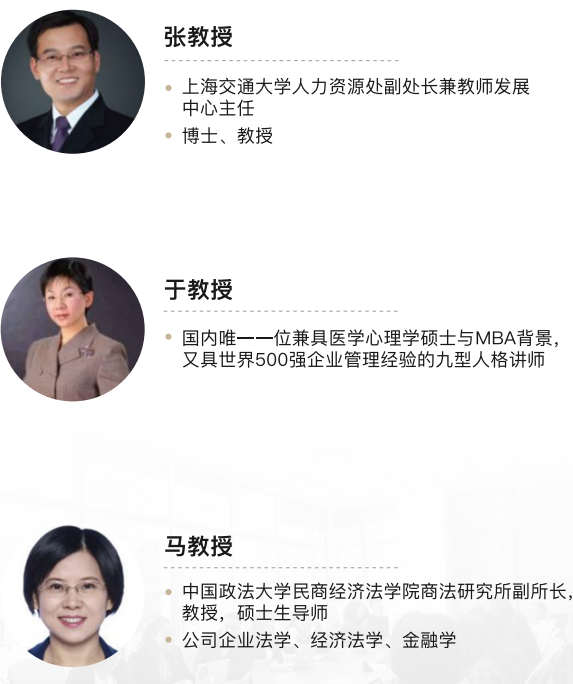 张教授
上海交通大学人力资源处副处长兼教师发展
中心主任
博士、教授
于教授
国内唯一一位兼具医学心理学硕士与MBA背景，
又具世界500强企业管理经验的九型人格讲师
马教授
中国政法大学民商经济法学院商法研究所副所长，
教授，硕士生导师
公司企业法学、经济法学、金融学